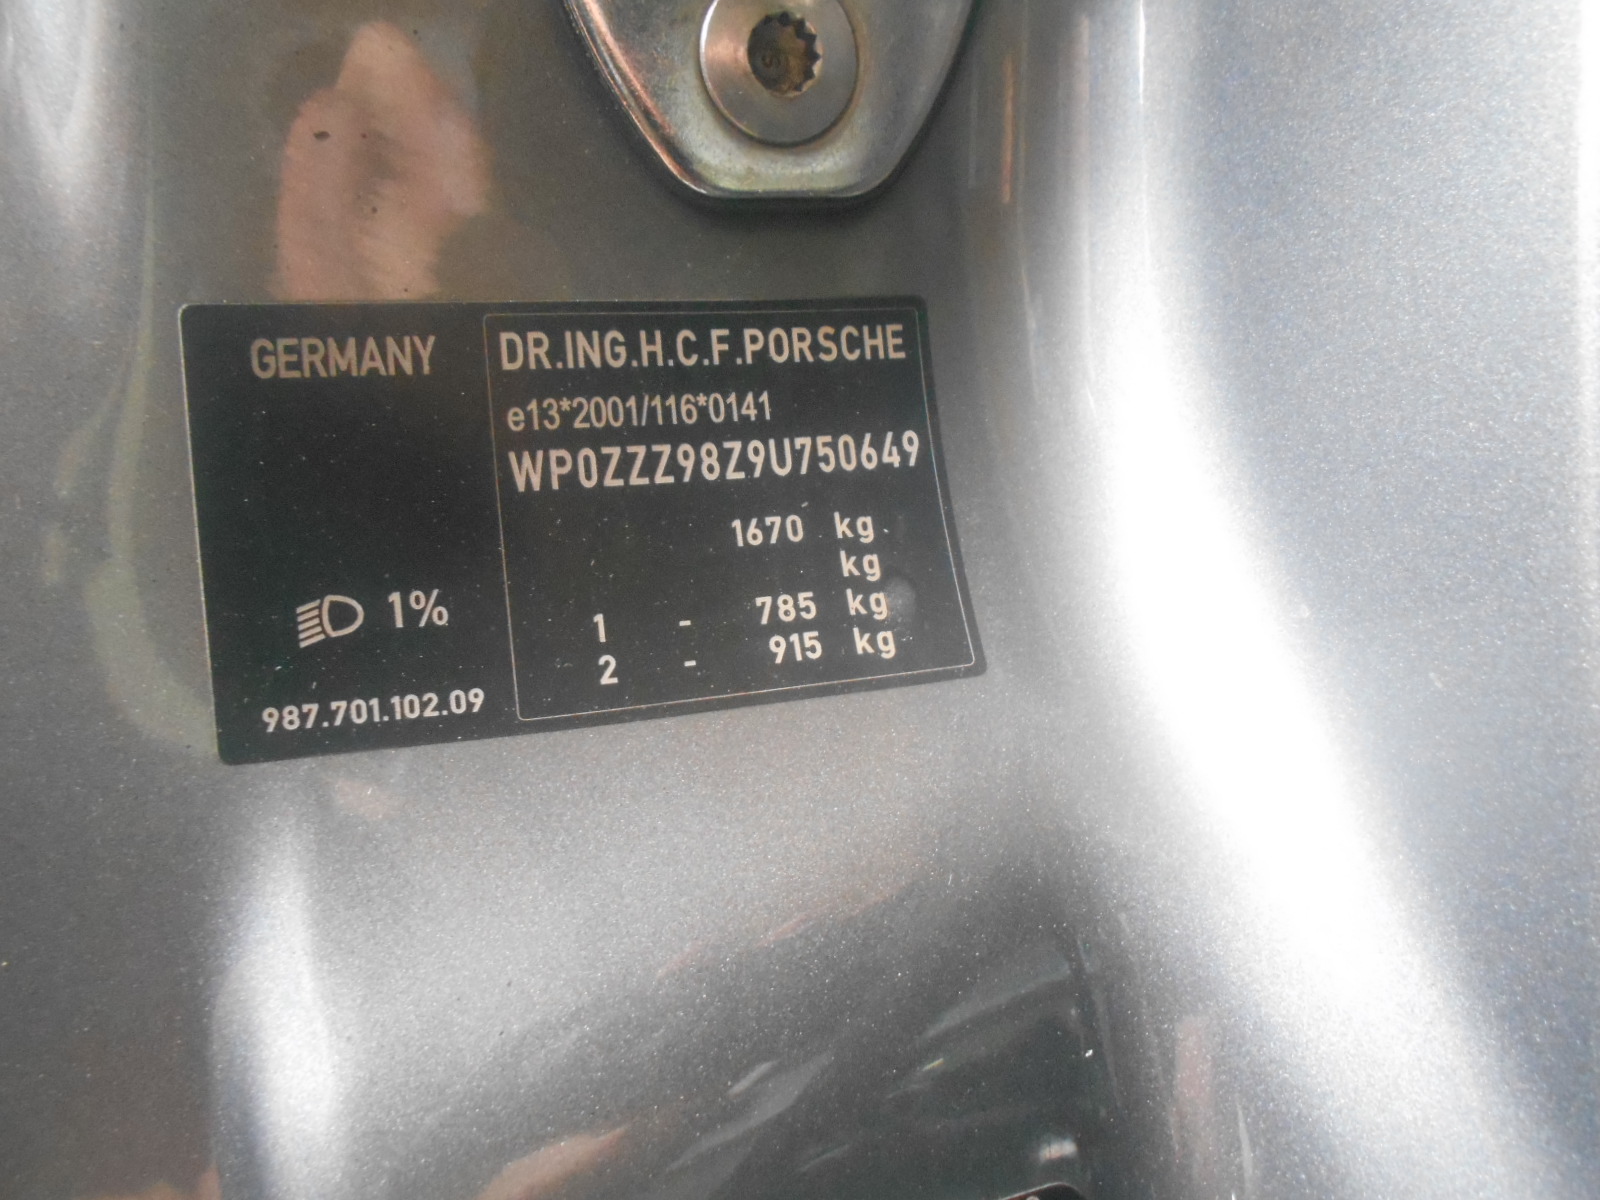 GERMANY
DR.ING.H.C.F.PORSCHE
e13*2001/116*0141
WP0ZZZ98Z9U750649
1670 kg
kg
1 - 785 kg
2 - 915 kg
1%
987.701.102.09